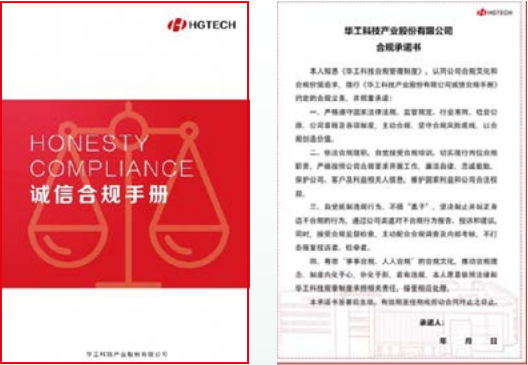 HGTECH
HONESTY
COMPLIANCE
诚信合规手册
华工科技产业股份有限公司
HGTECH
华工科技产业股份有限公司
合规承诺书
本人知悉《华工科技合规管理制度》，认同公司合规文化和
合规价值追求，践行《华工科技产业股份有限公司诚信合规手册》
约定的合规义务，并郑重承诺：
一、严格遵守国家法律法规、监管规定、行业准则、社会公
德、公司章程及各项制度，主动合规，坚守合规风险底线，以合
规创造价值。
二、依法合规履职。自觉接受合规培训，切实履行岗位合规
职责，严格按照公司合规要求开展工作，廉洁自律、忠诚勤勉，
保护公司、客户及利益相关人信息，维护国家利益和公司合法权
益。
三、自觉抵制违规行为，不碰“底子”，坚决制止并纠正身
边不合规的行为，通过公司渠道对不合规行为报告、投诉和建议。
同时，接受合规监督检查，主动配合合规调查及内部考核，不打
击报复投诉者、检举者。
四、尊崇“事事合规、人人合规”的合规文化，推动合规理
念、制度内化于心、外化于形，若有违规，本人愿意依照法律和
华工科技规章制度承担相关责任，接受相应处理。
本承诺书签署后生效，有效期至任期或劳动合同终止之日止。
承诺人：
年 月 日